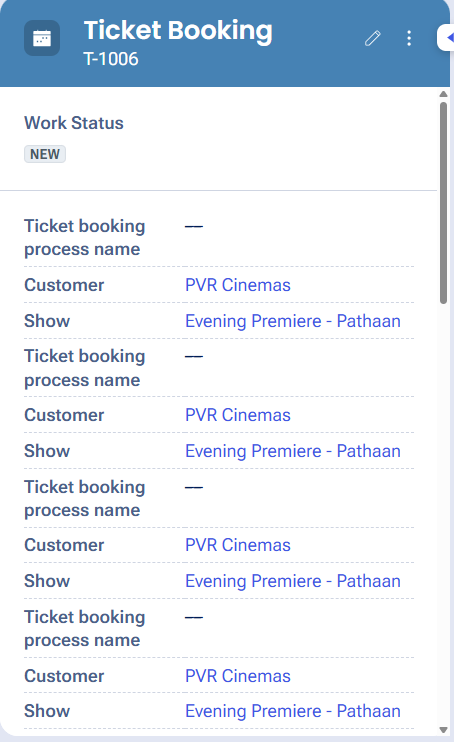 Ticket Booking
T-1006
Work Status
NEW
Ticket booking process name
—
Customer PVR Cinemas
Show Evening Premiere - Pathaan
Ticket booking process name
—
Customer PVR Cinemas
Show Evening Premiere - Pathaan
Ticket booking process name
—
Customer PVR Cinemas
Show Evening Premiere - Pathaan
Ticket booking process name
—
Customer PVR Cinemas
Show Evening Premiere - Pathaan